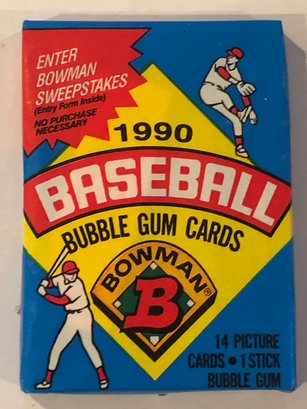 ENTER
BOWMAN
SWEEPSTAKES
(Entry Form Inside)
NO PURCHASE
NECESSARY
1990
BASEBALL
BUBBLE GUM CARDS
BOWMAN®
B
14 PICTURE
CARDS • 1 STICK
BUBBLE GUM